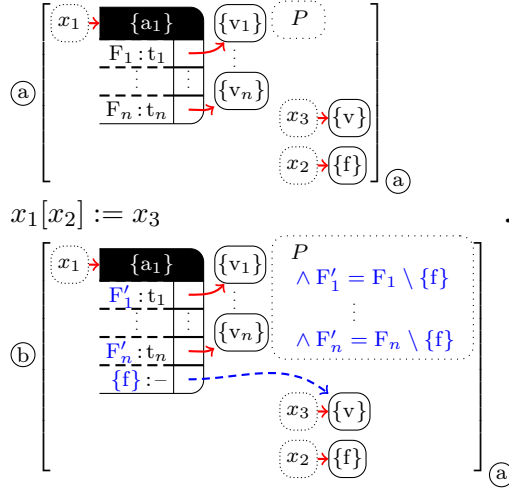 x₁ {a₁} {v₁} P
F₁ : t₁
⋮ ⋮ ⋮
ⓐ {vₙ}
Fₙ : tₙ
x₃ {v}
x₂ {f}
ⓐ
x₁[x₂] := x₃ .
x₁ {a₁} {v₁} P
F′₁ : t₁ ∧ F′₁ = F₁ \ {f}
⋮ ⋮ ⋮ ⋮
ⓑ F′ₙ : tₙ {vₙ} ∧ F′ₙ = Fₙ \ {f}
{f} : –
x₃ {v}
x₂ {f}
ⓐ